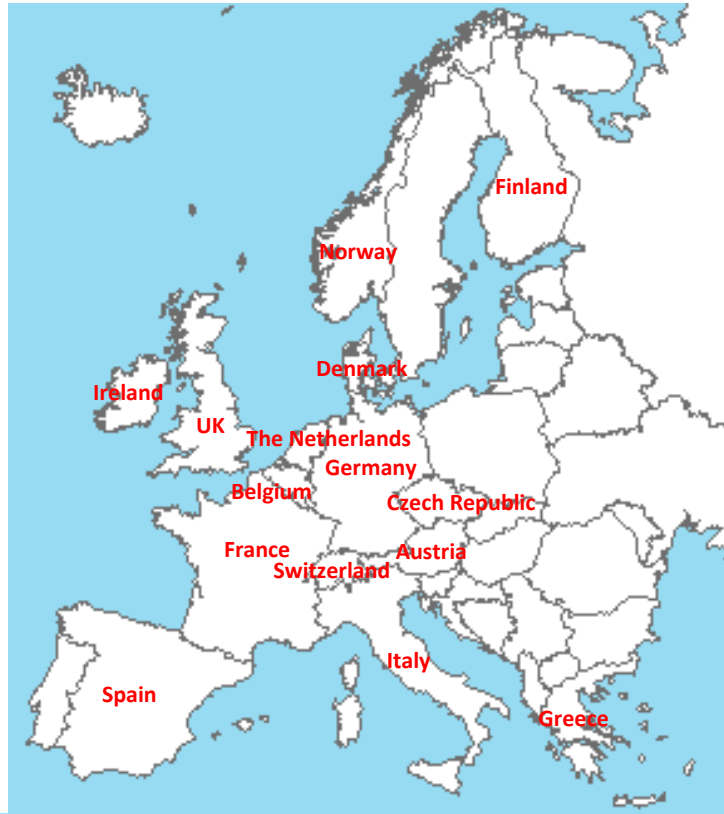 Finland
Norway
Denmark
Ireland
UK
The Netherlands
Germany
Belgium
Czech Republic
France
Austria
Switzerland
Italy
Spain
Greece